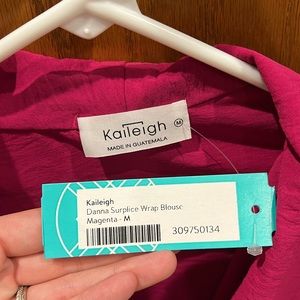 Kaileigh
M
MADE IN GUATEMALA
Kaileigh
Danna Surplice Wrap Blouse
Magenta - M
309750134